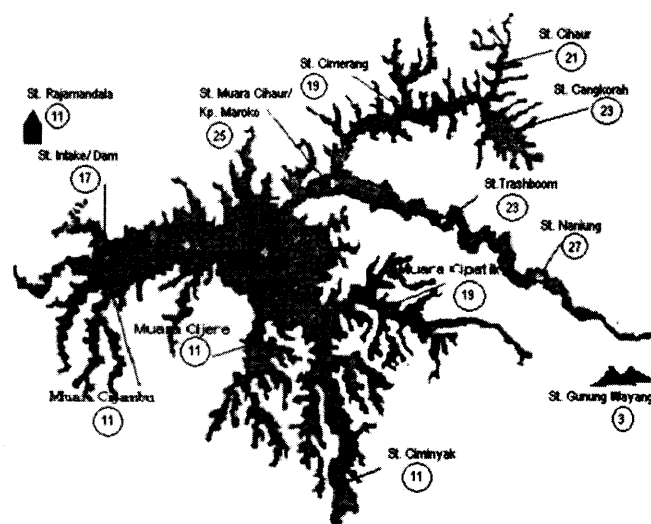 St. Cihaur
21
St. Cimerang
19
St. Cangkorah
23
St. Rajamandala
11
St. Muara Cihaur/
Kp. Maroko
25
St. Intake/Dam
17
St.Trashboom
23
St. Nanjung
27
Muara Cipatik
19
Muara Cijere
11
Muara Cijambu
11
St. Gunung Wayang
3
St. Ciminyak
11